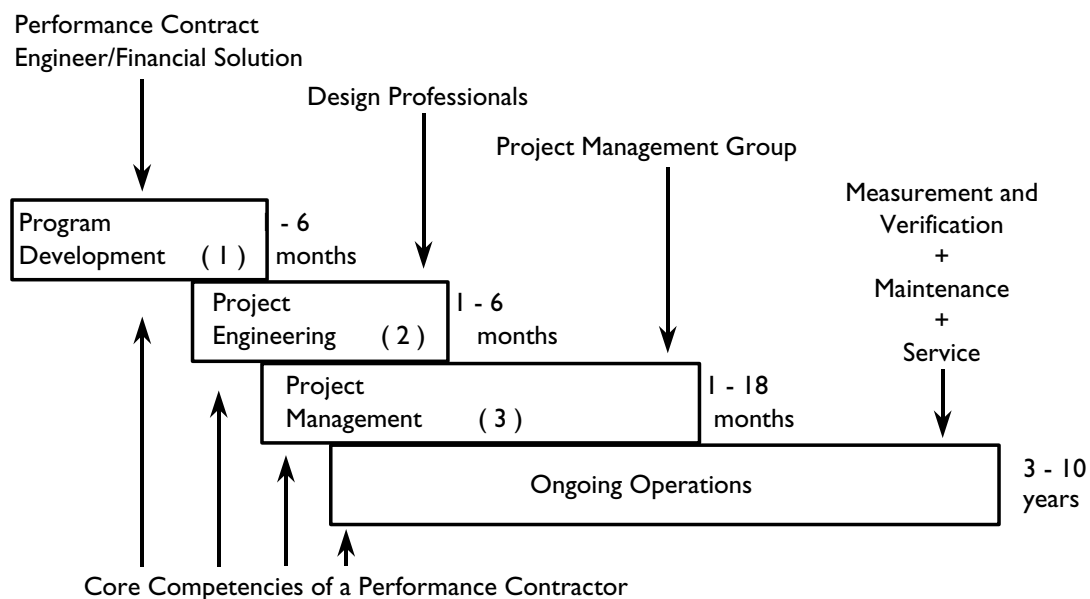 Performance Contract
Engineer/Financial Solution
Design Professionals
Project Management Group
Measurement and
Verification
+
Maintenance
+
Service
Program
Development ( 1 )
1 - 6
months
Project
Engineering ( 2 )
1 - 6
months
Project
Management ( 3 )
1 - 18
months
Ongoing Operations
3 - 10
years
Core Competencies of a Performance Contractor